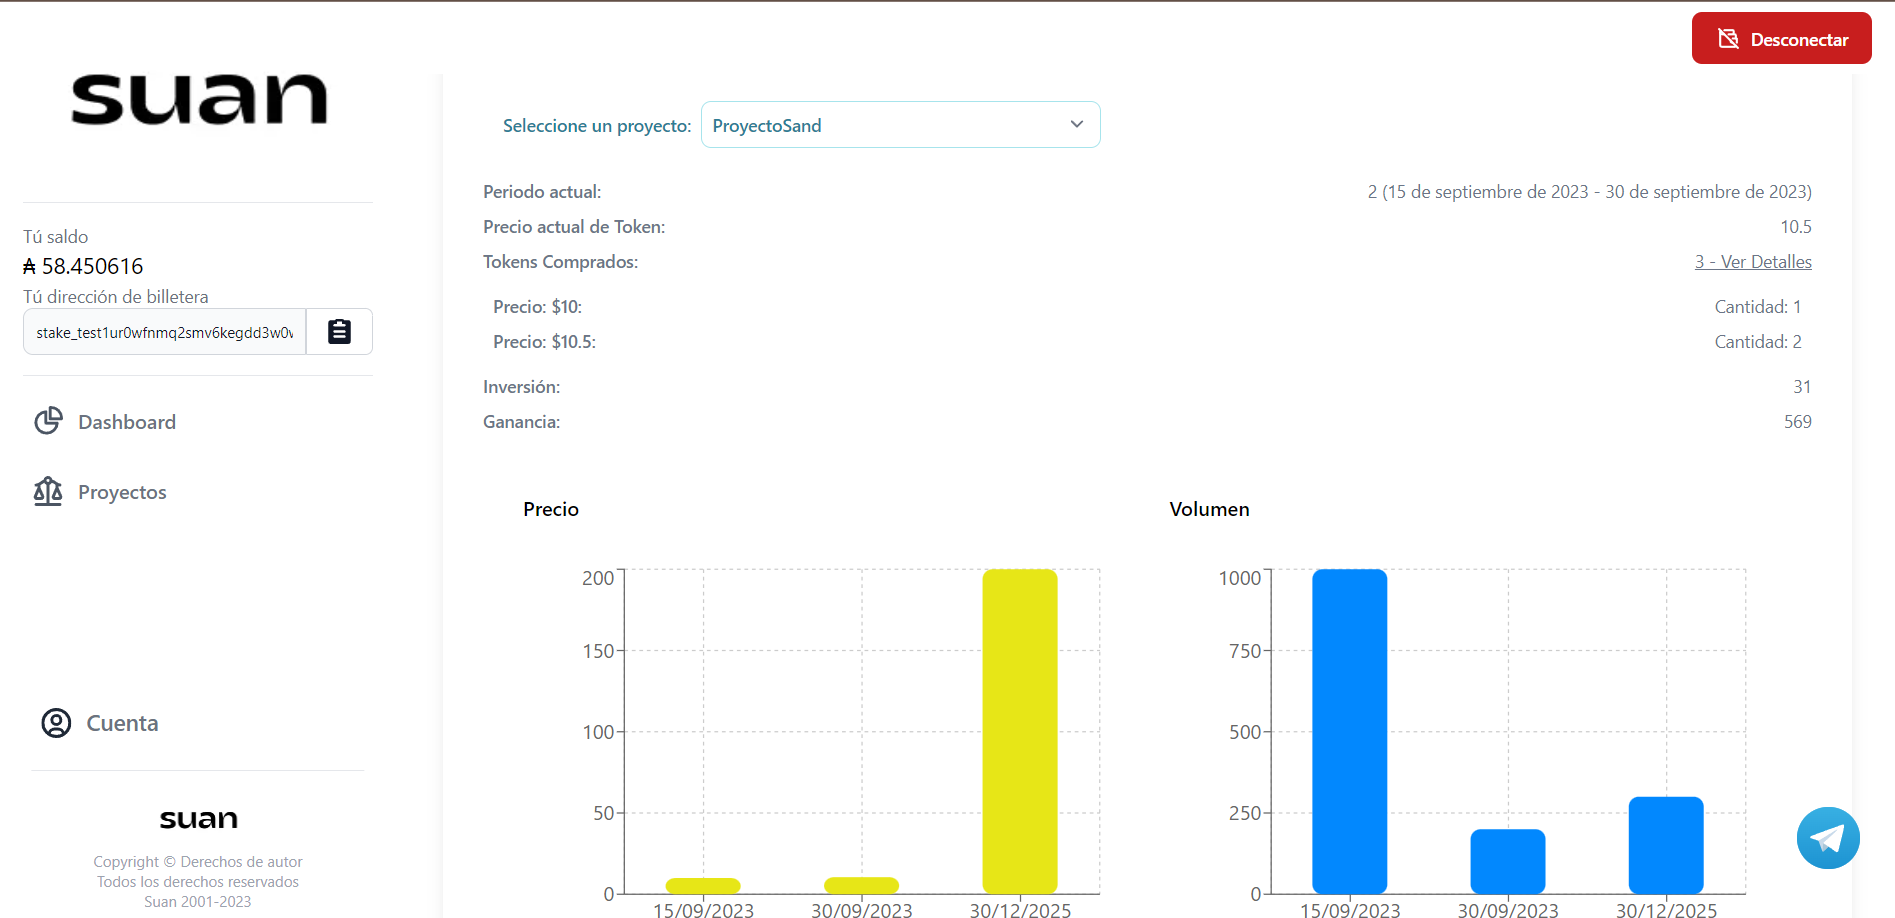 Desconectar
suan
Tú saldo
₳ 58.450616
Tú dirección de billetera
stake_test1ur0wfnmq2smv6kegdd3w0w
Dashboard
Proyectos
Cuenta
suan
Copyright © Derechos de autor
Todos los derechos reservados
Suan 2001-2023
Seleccione un proyecto: ProyectoSand
Periodo actual: 2 (15 de septiembre de 2023 - 30 de septiembre de 2023)
Precio actual de Token: 10.5
Tokens Comprados: 3 - Ver Detalles
Precio: $10: Cantidad: 1
Precio: $10.5: Cantidad: 2
Inversión: 31
Ganancia: 569
Precio
200
150
100
50
0
15/09/2023 30/09/2023 30/12/2025
Volumen
1000
750
500
250
0
15/09/2023 30/09/2023 30/12/2025